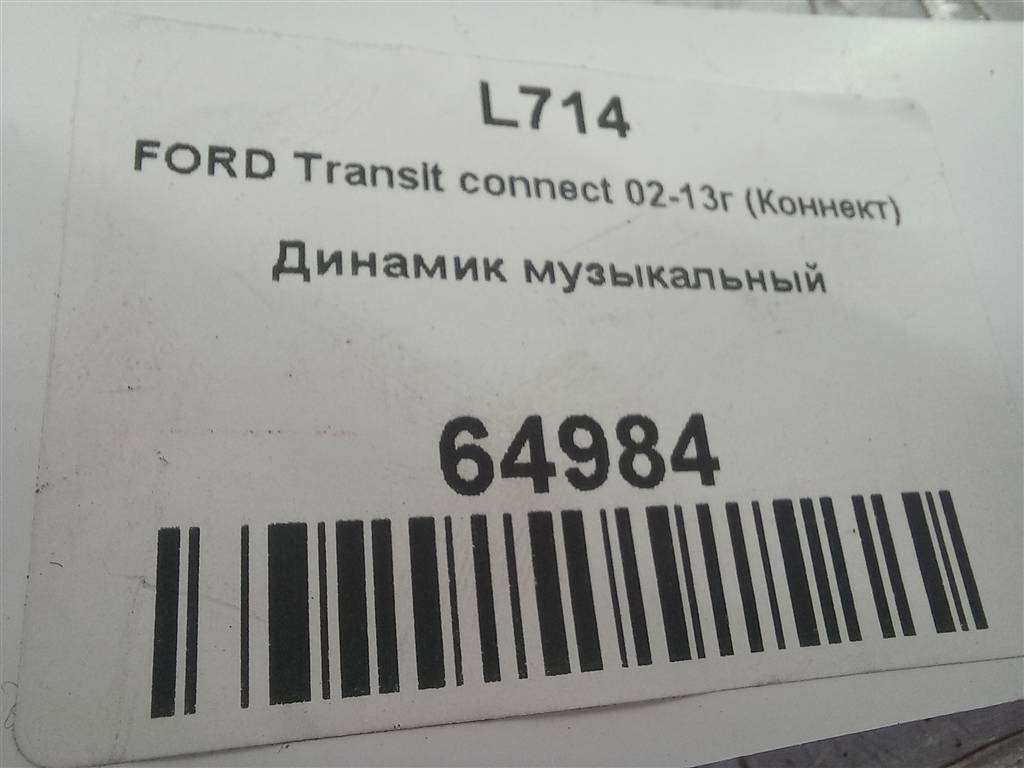 L714
FORD Transit connect 02-13г (Коннект)
Динамик музыкальный
64984